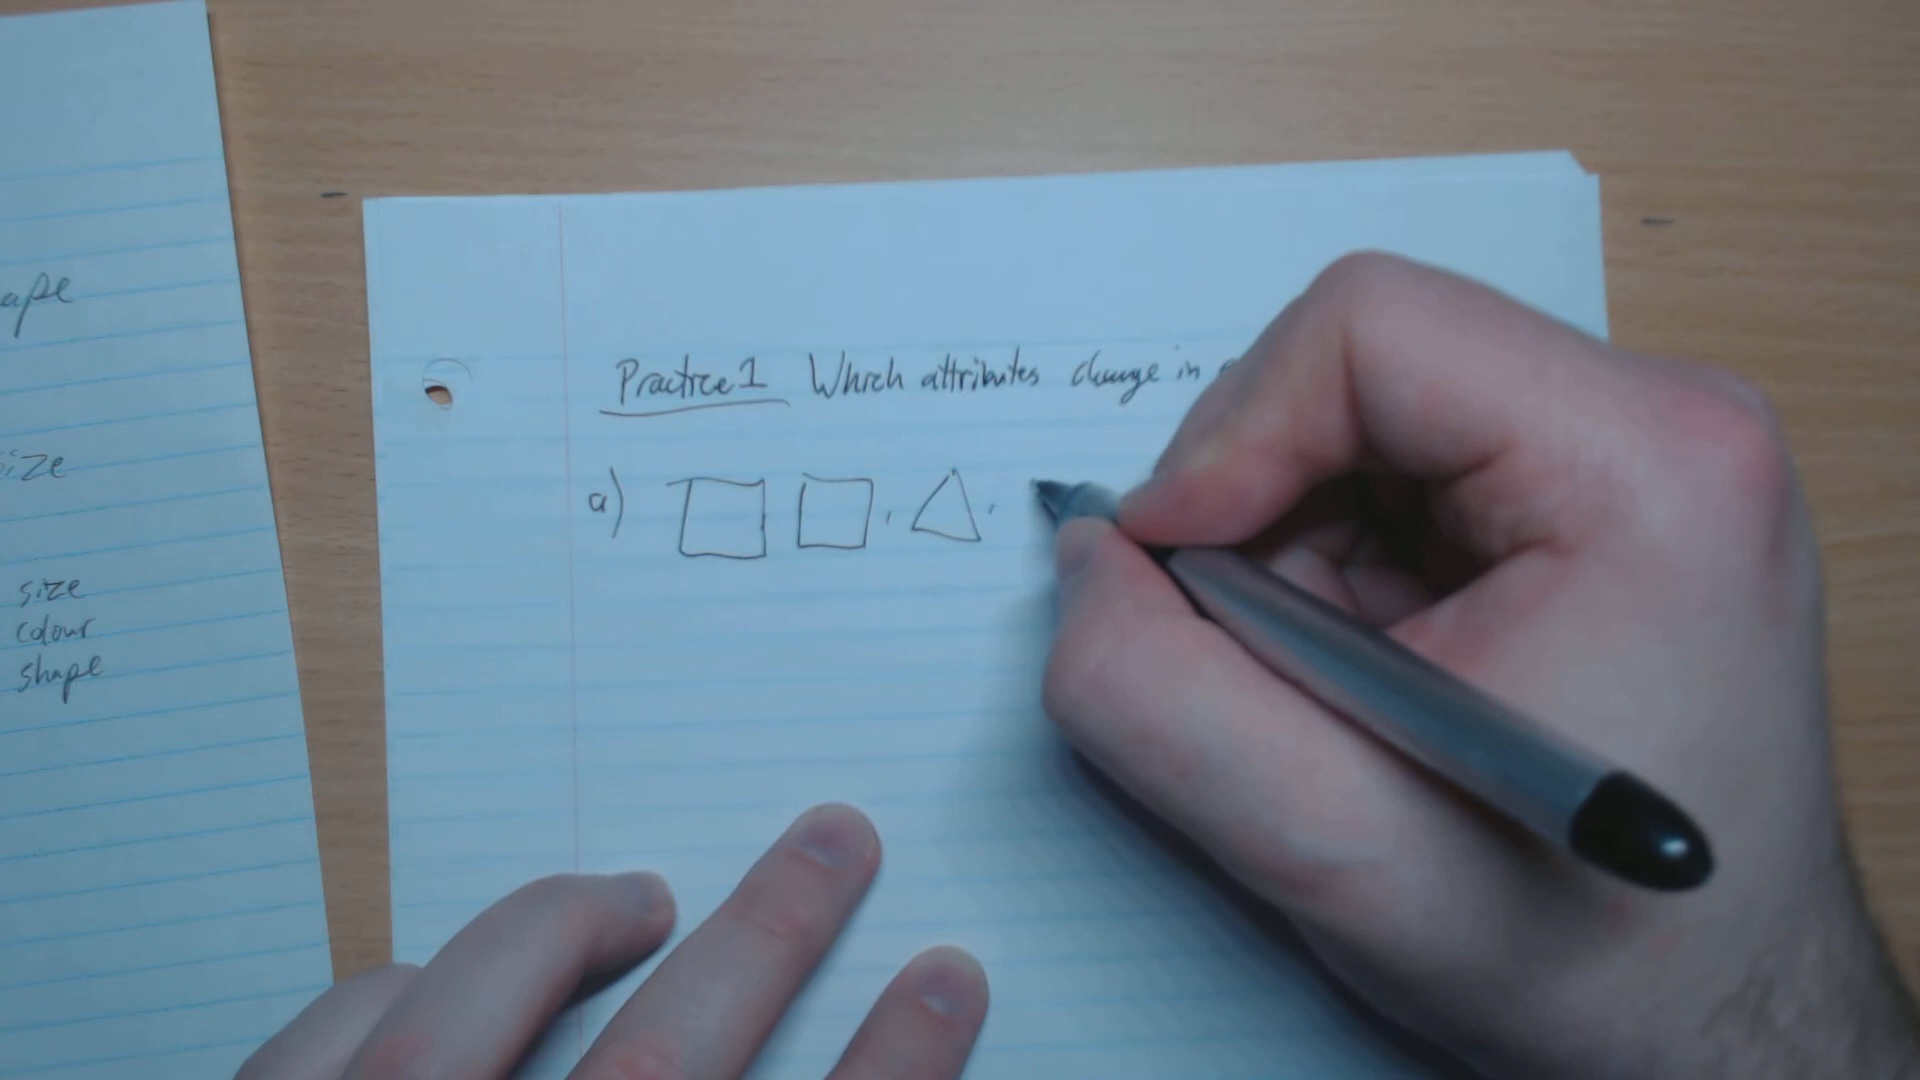 ape
size
size
colour
shape
Practice 1 Which attributes change in
a)